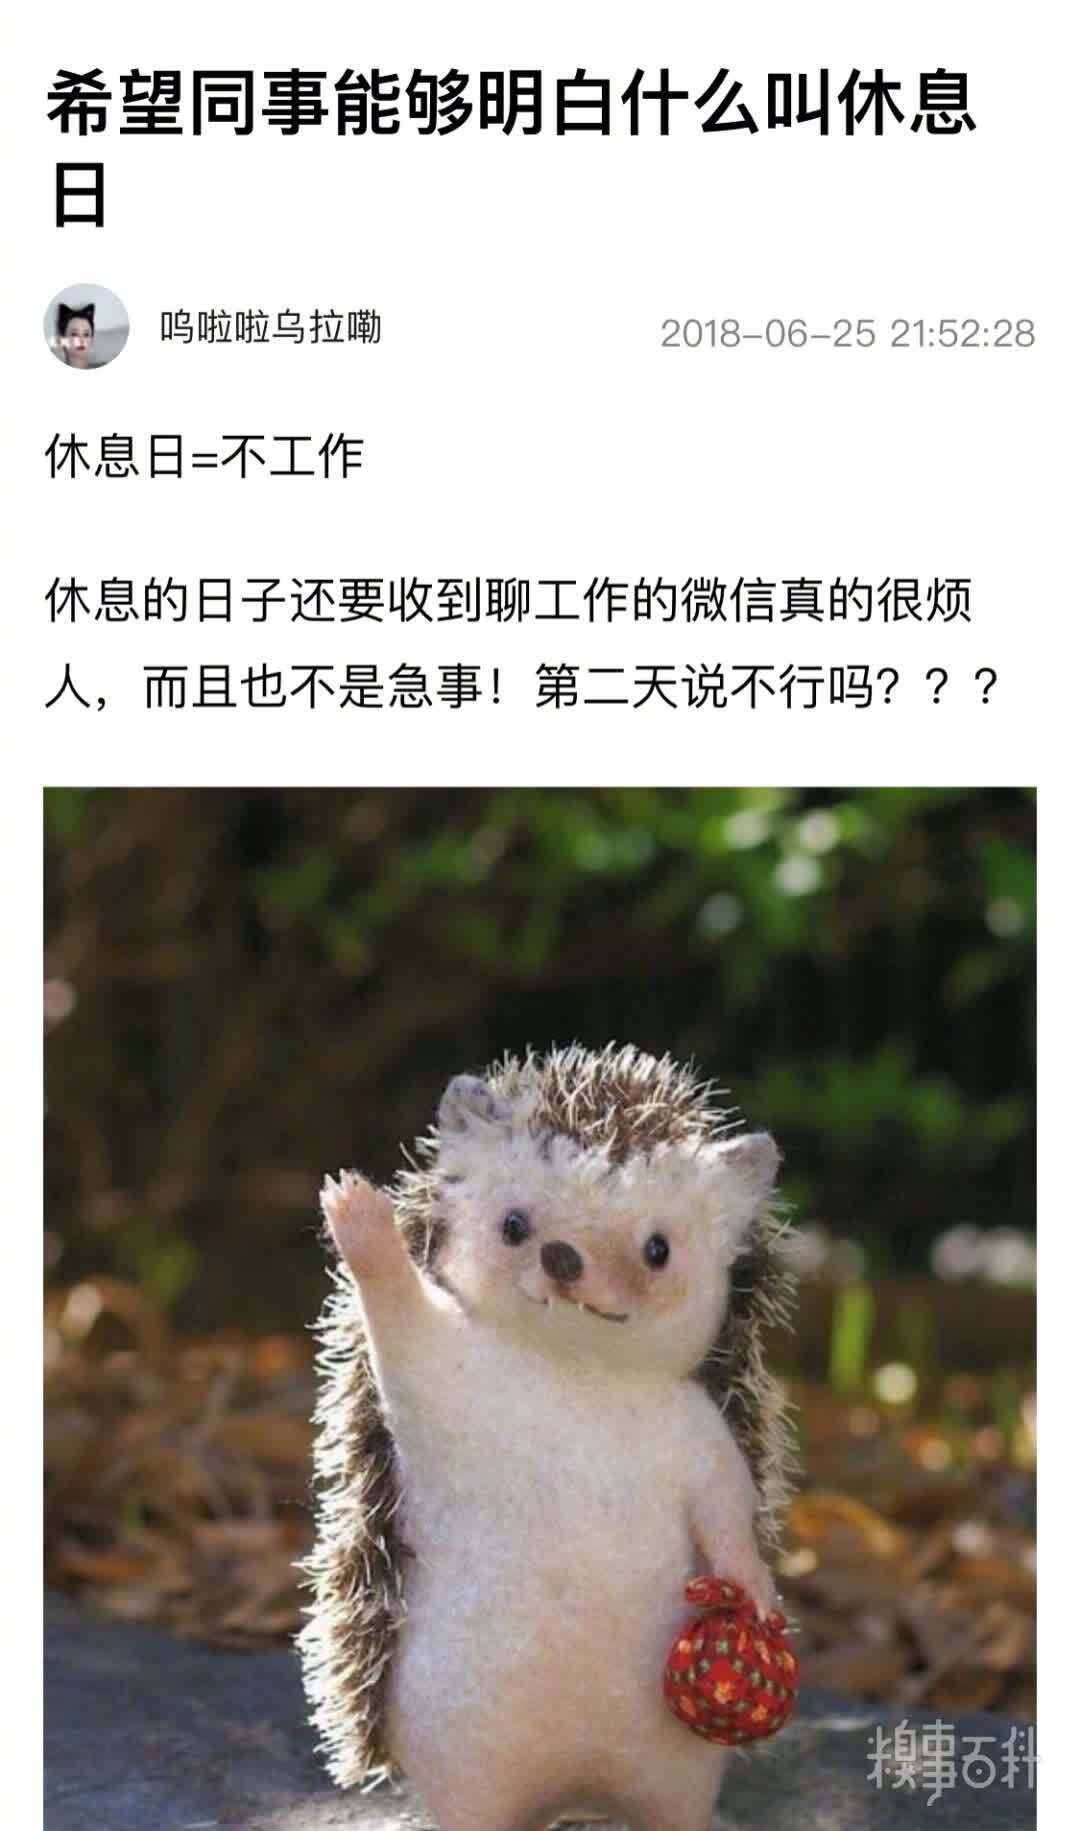 希望同事能够明白什么叫休息
日
呜啦啦乌拉嘞
2018-06-25 21:52:28
休息日=不工作
休息的日子还要收到聊工作的微信真的很烦
人，而且也不是急事！第二天说不行吗？？？
糗事百科